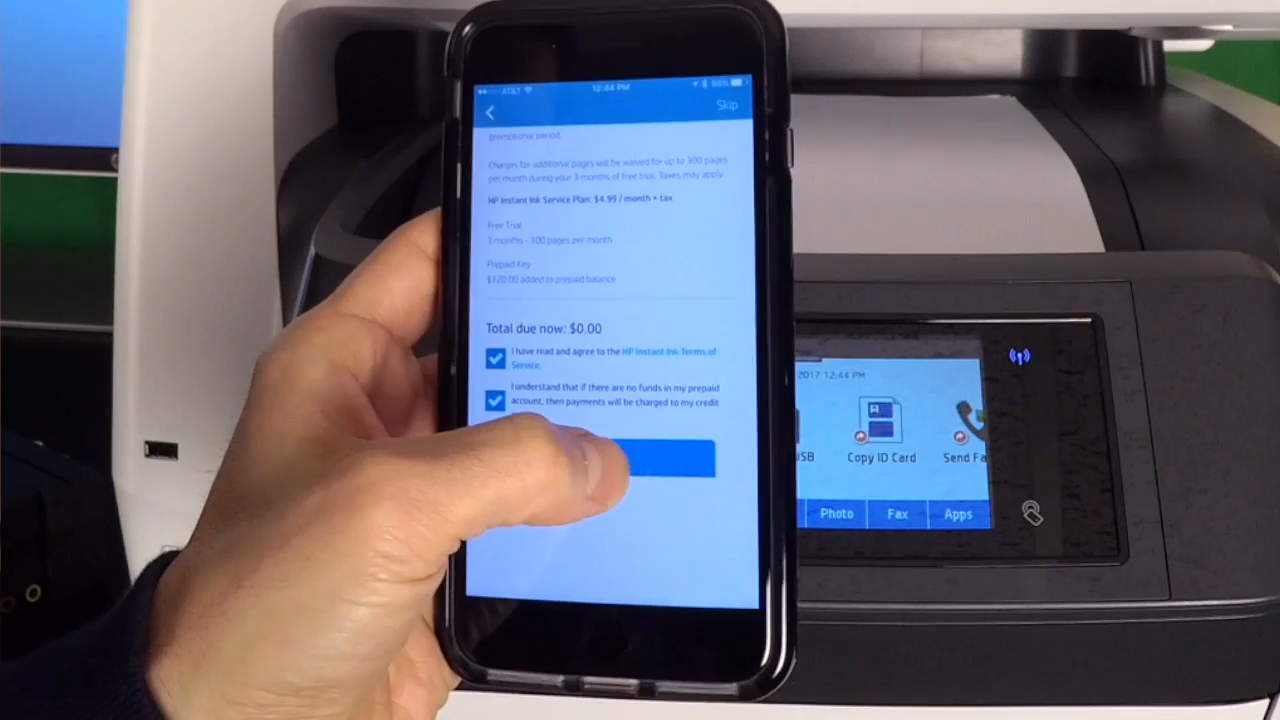 AT&T
12:44 PM
86%
Skip
promotional period.
Charges for additional pages will be waived for up to 300 pages
per month during your 3 months of free trial. Taxes may apply
HP Instant Ink Service Plan: $4.99 / month + tax
Free Trial
3 months - 100 pages per month
Prepaid Key
$120.00 added to prepaid balance
Total due now: $0.00
I have read and agree to the HP Instant Ink Terms of
Service.
I understand that if there are no funds in my prepaid
account, then payments will be charged to my credit
2017 12:44 PM
USB
Copy ID Card
Send Fa
Photo
Fax
Apps